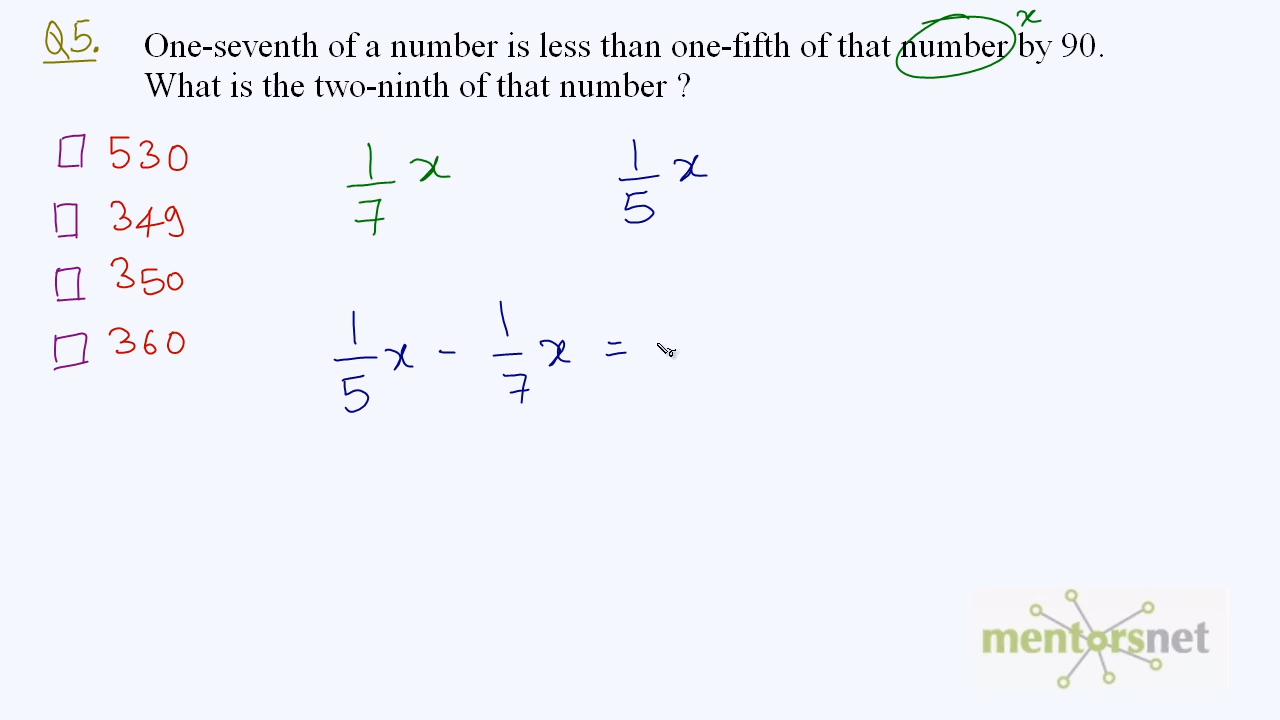 Q5. One-seventh of a number is less than one-fifth of that number x by 90.
What is the two-ninth of that number ?
530
349
350
360
1/7 x
1/5 x
1/5 x - 1/7 x =
mentorsnet